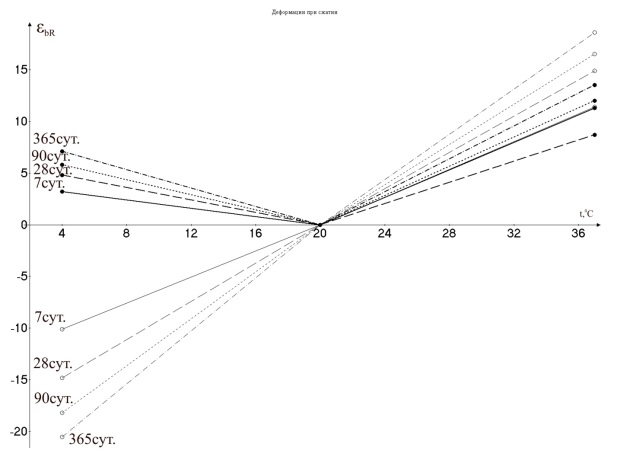 Деформации при сжатии
εbR
15
10
5
0
-5
-10
-15
-20
365сут.
90сут.
28сут.
7сут.
t,°C
4 8 12 16 20 24 28 32 36
7сут.
28сут.
90сут.
365сут.